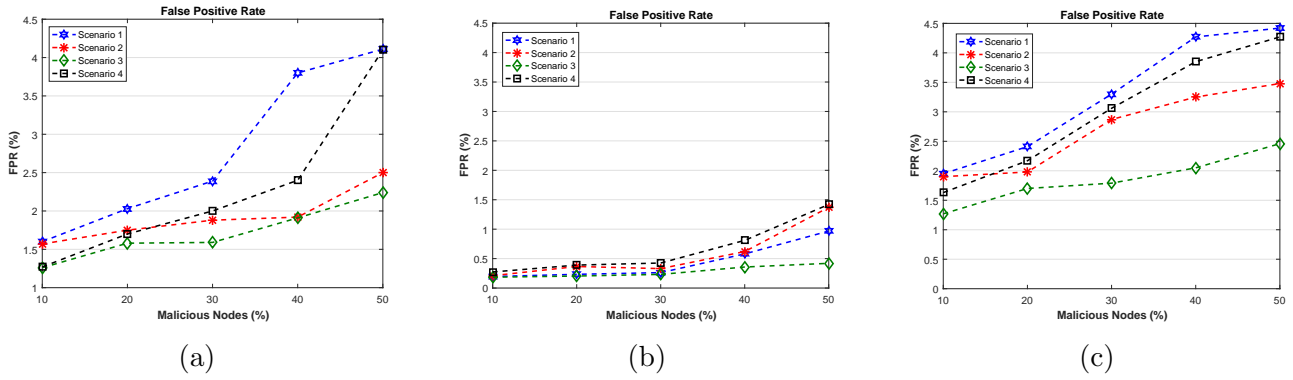 False Positive Rate
4.5
4
3.5
3
2.5
2
1.5
1
FPR (%)
Scenario 1
Scenario 2
Scenario 3
Scenario 4
10 20 30 40 50
Malicious Nodes (%)
(a)
False Positive Rate
4.5
4
3.5
3
2.5
2
1.5
1
0.5
0
FPR (%)
Scenario 1
Scenario 2
Scenario 3
Scenario 4
10 20 30 40 50
Malicious Nodes (%)
(b)
False Positive Rate
4.5
4
3.5
3
2.5
2
1.5
1
0.5
0
FPR (%)
Scenario 1
Scenario 2
Scenario 3
Scenario 4
10 20 30 40 50
Malicious Nodes (%)
(c)